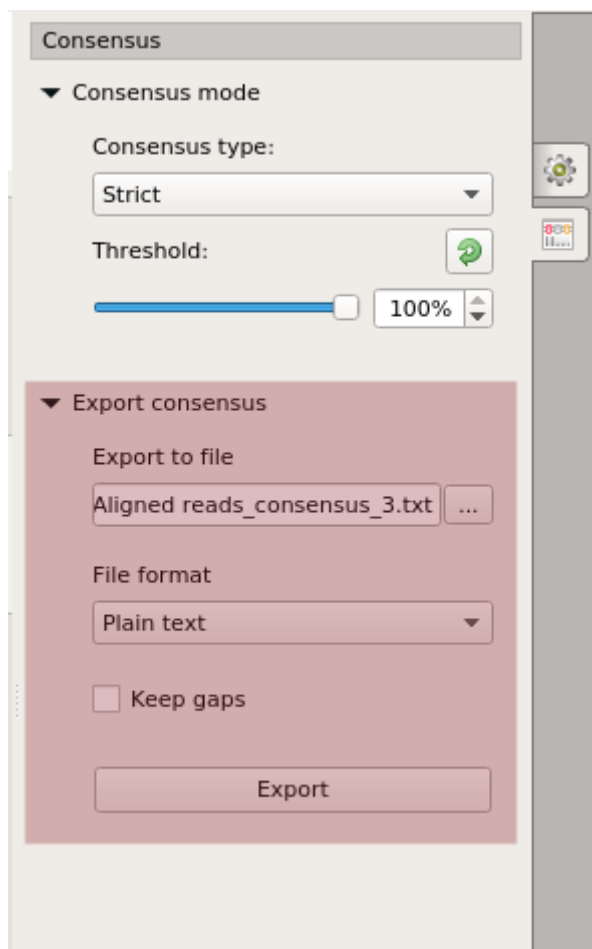 Consensus
Consensus mode
Consensus type:
Strict
Threshold:
100%
Export consensus
Export to file
Aligned reads_consensus_3.txt ...
File format
Plain text
Keep gaps
Export